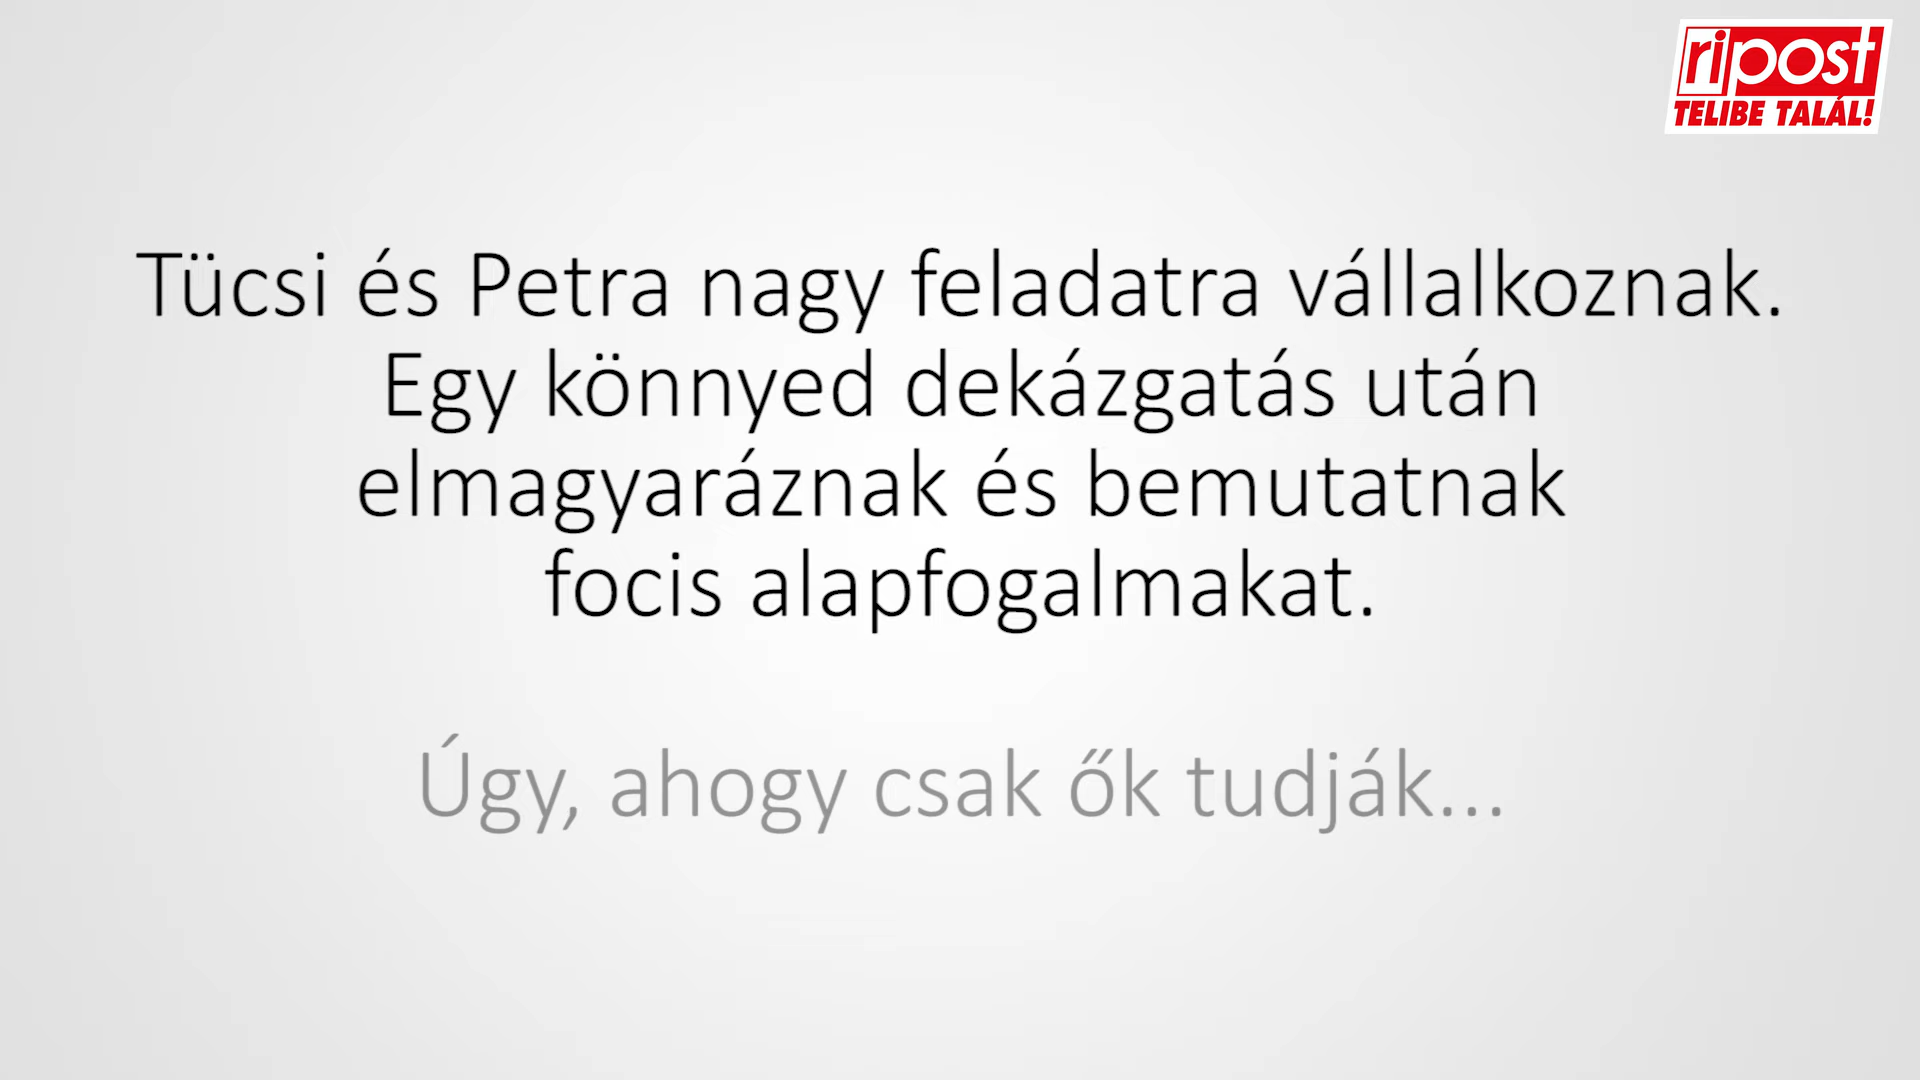 ripost
TELIBE TALÁL!
Tücsi és Petra nagy feladatra vállalkoznak.
Egy könnyed dekázgatás után
elmagyaráznak és bemutatnak
focis alapfogalmakat.
Úgy, ahogy csak ők tudják...